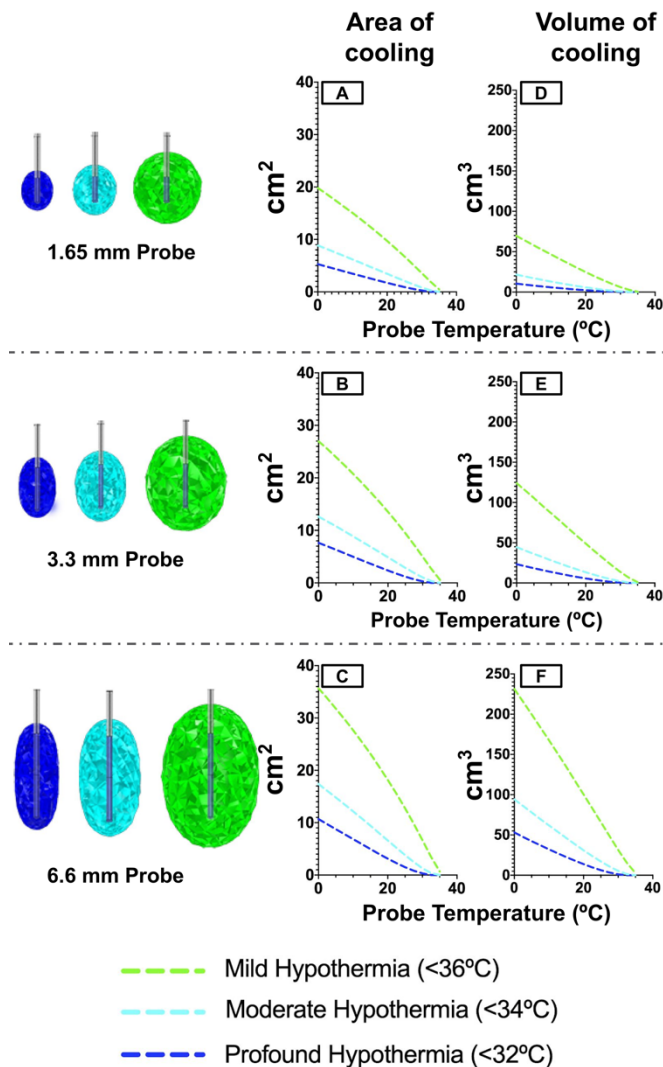 Area of cooling
Volume of cooling
A
D
40
30
20
10
0
cm2
250
200
150
100
50
0
cm3
0 20 40
0 20 40
1.65 mm Probe
Probe Temperature (ºC)
B
E
40
30
20
10
0
cm2
250
200
150
100
50
0
cm3
0 20 40
0 20 40
3.3 mm Probe
Probe Temperature (ºC)
C
F
40
30
20
10
0
cm2
250
200
150
100
50
0
cm3
0 20 40
0 20 40
6.6 mm Probe
Probe Temperature (ºC)
Mild Hypothermia (<36ºC)
Moderate Hypothermia (<34ºC)
Profound Hypothermia (<32ºC)